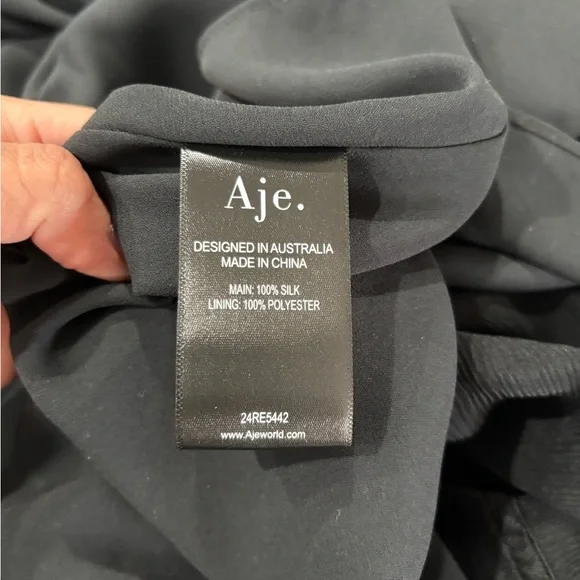 Aje.
DESIGNED IN AUSTRALIA
MADE IN CHINA
MAIN: 100% SILK
LINING: 100% POLYESTER
24RE5442
www.Ajeworld.com